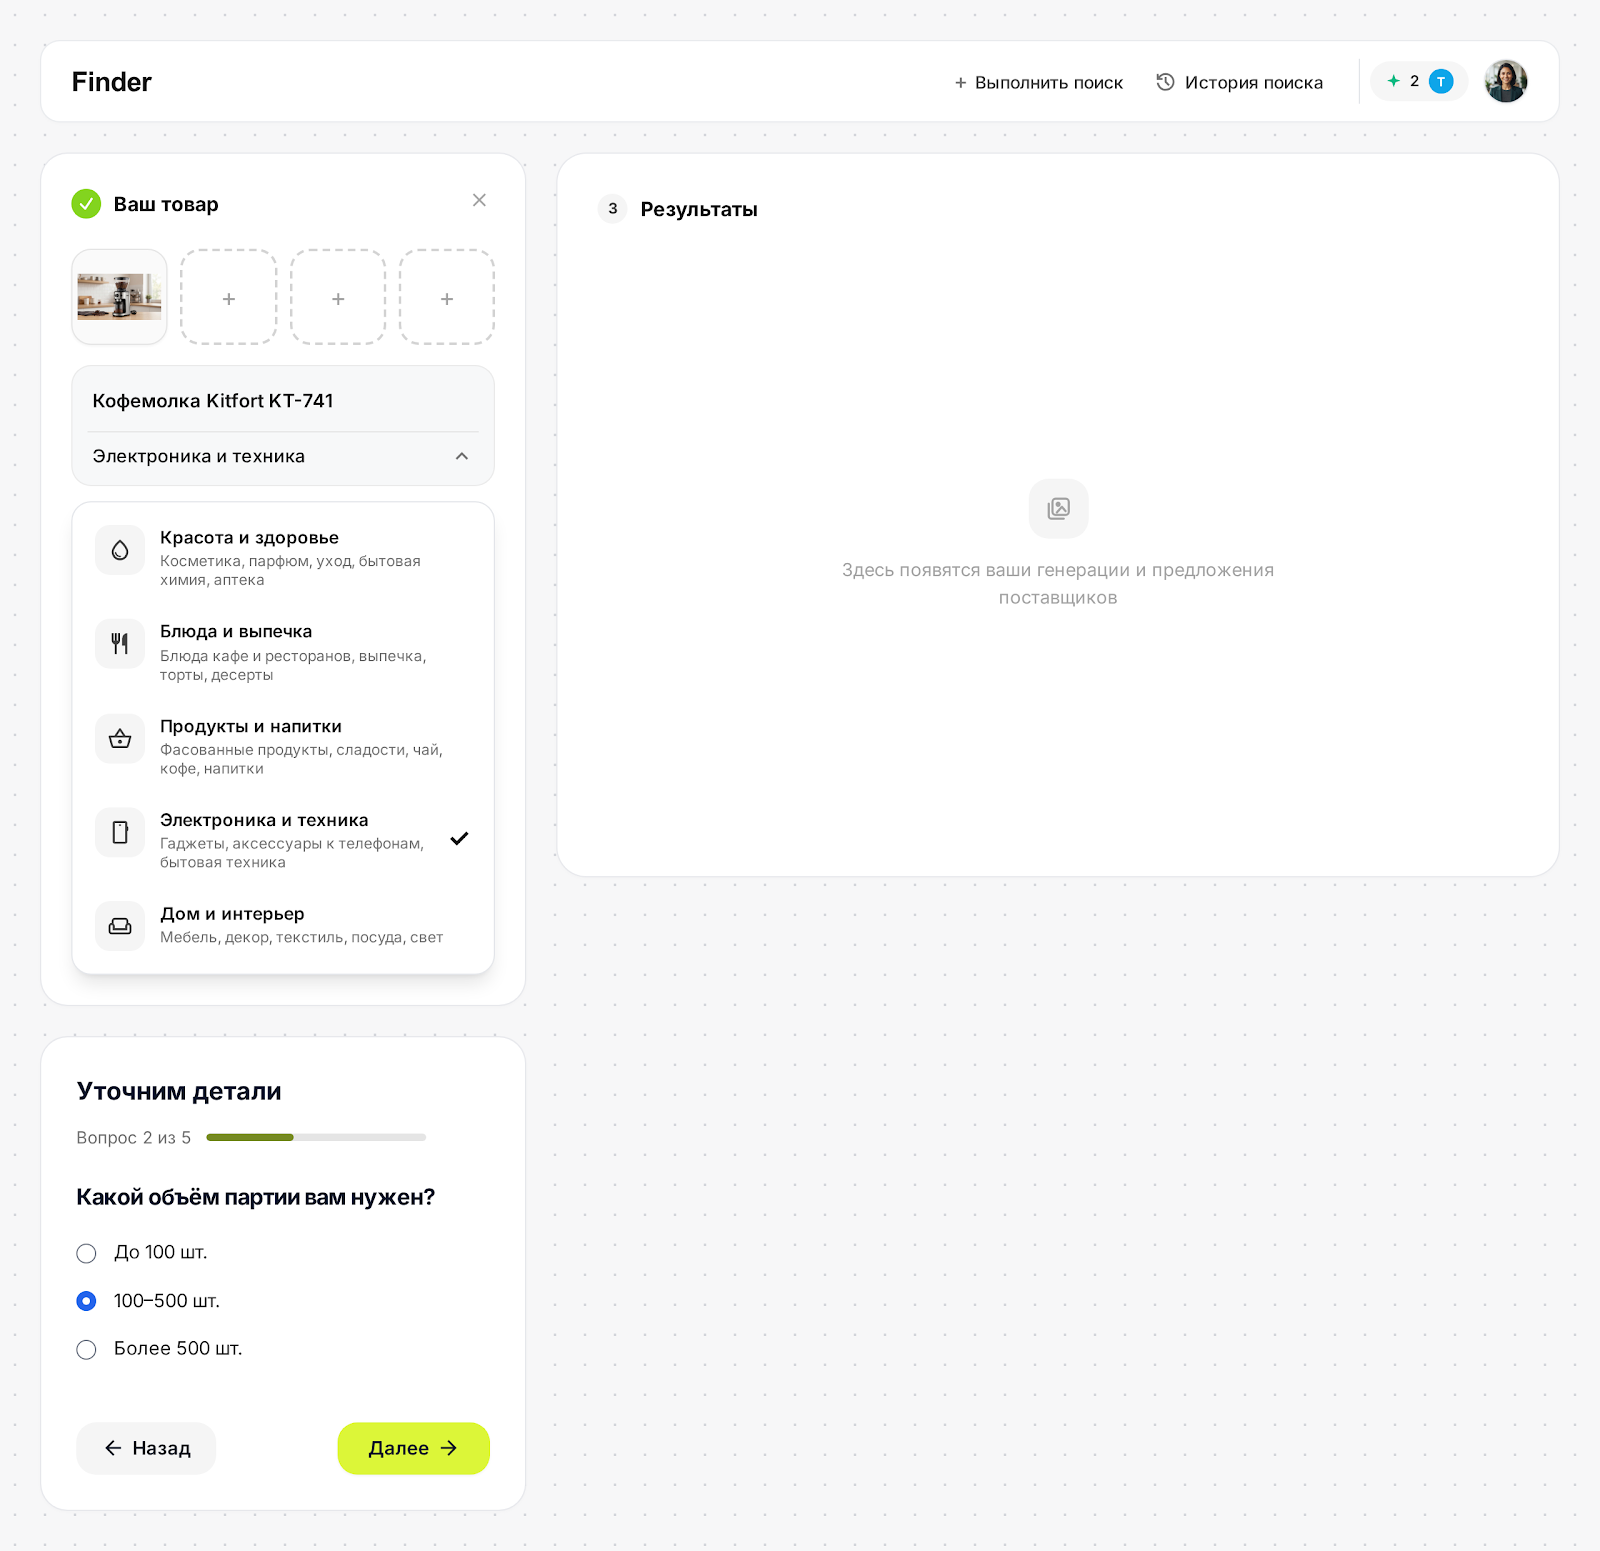 Finder
+ Выполнить поиск
История поиска
2
T
Ваш товар
Кофемолка Kitfort KT-741
Электроника и техника
Красота и здоровье
Косметика, парфюм, уход, бытовая
химия, аптека
Блюда и выпечка
Блюда кафе и ресторанов, выпечка,
торты, десерты
Продукты и напитки
Фасованные продукты, сладости, чай,
кофе, напитки
Электроника и техника
Гаджеты, аксессуары к телефонам,
бытовая техника
Дом и интерьер
Мебель, декор, текстиль, посуда, свет
Уточним детали
Вопрос 2 из 5
Какой объём партии вам нужен?
До 100 шт.
100–500 шт.
Более 500 шт.
← Назад
Далее →
3
Результаты
Здесь появятся ваши генерации и предложения
поставщиков